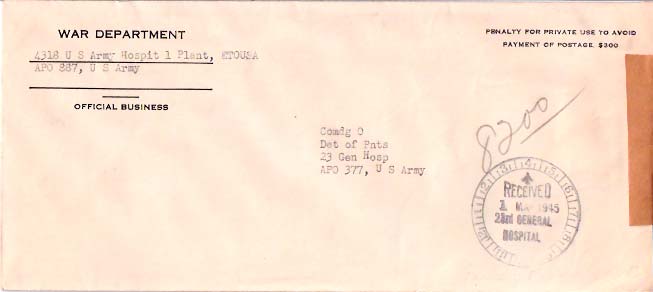 WAR DEPARTMENT
4318 U S Army Hospit l Plant, ETOUSA
APO 887, U S Army
OFFICIAL BUSINESS
PENALTY FOR PRIVATE USE TO AVOID
PAYMENT OF POSTAGE, $300
Comdg O
Det of Pnts
23 Gen Hosp
APO 377, U S Army
8200
RECEIVED
1 1945
23rd GENERAL
HOSPITAL